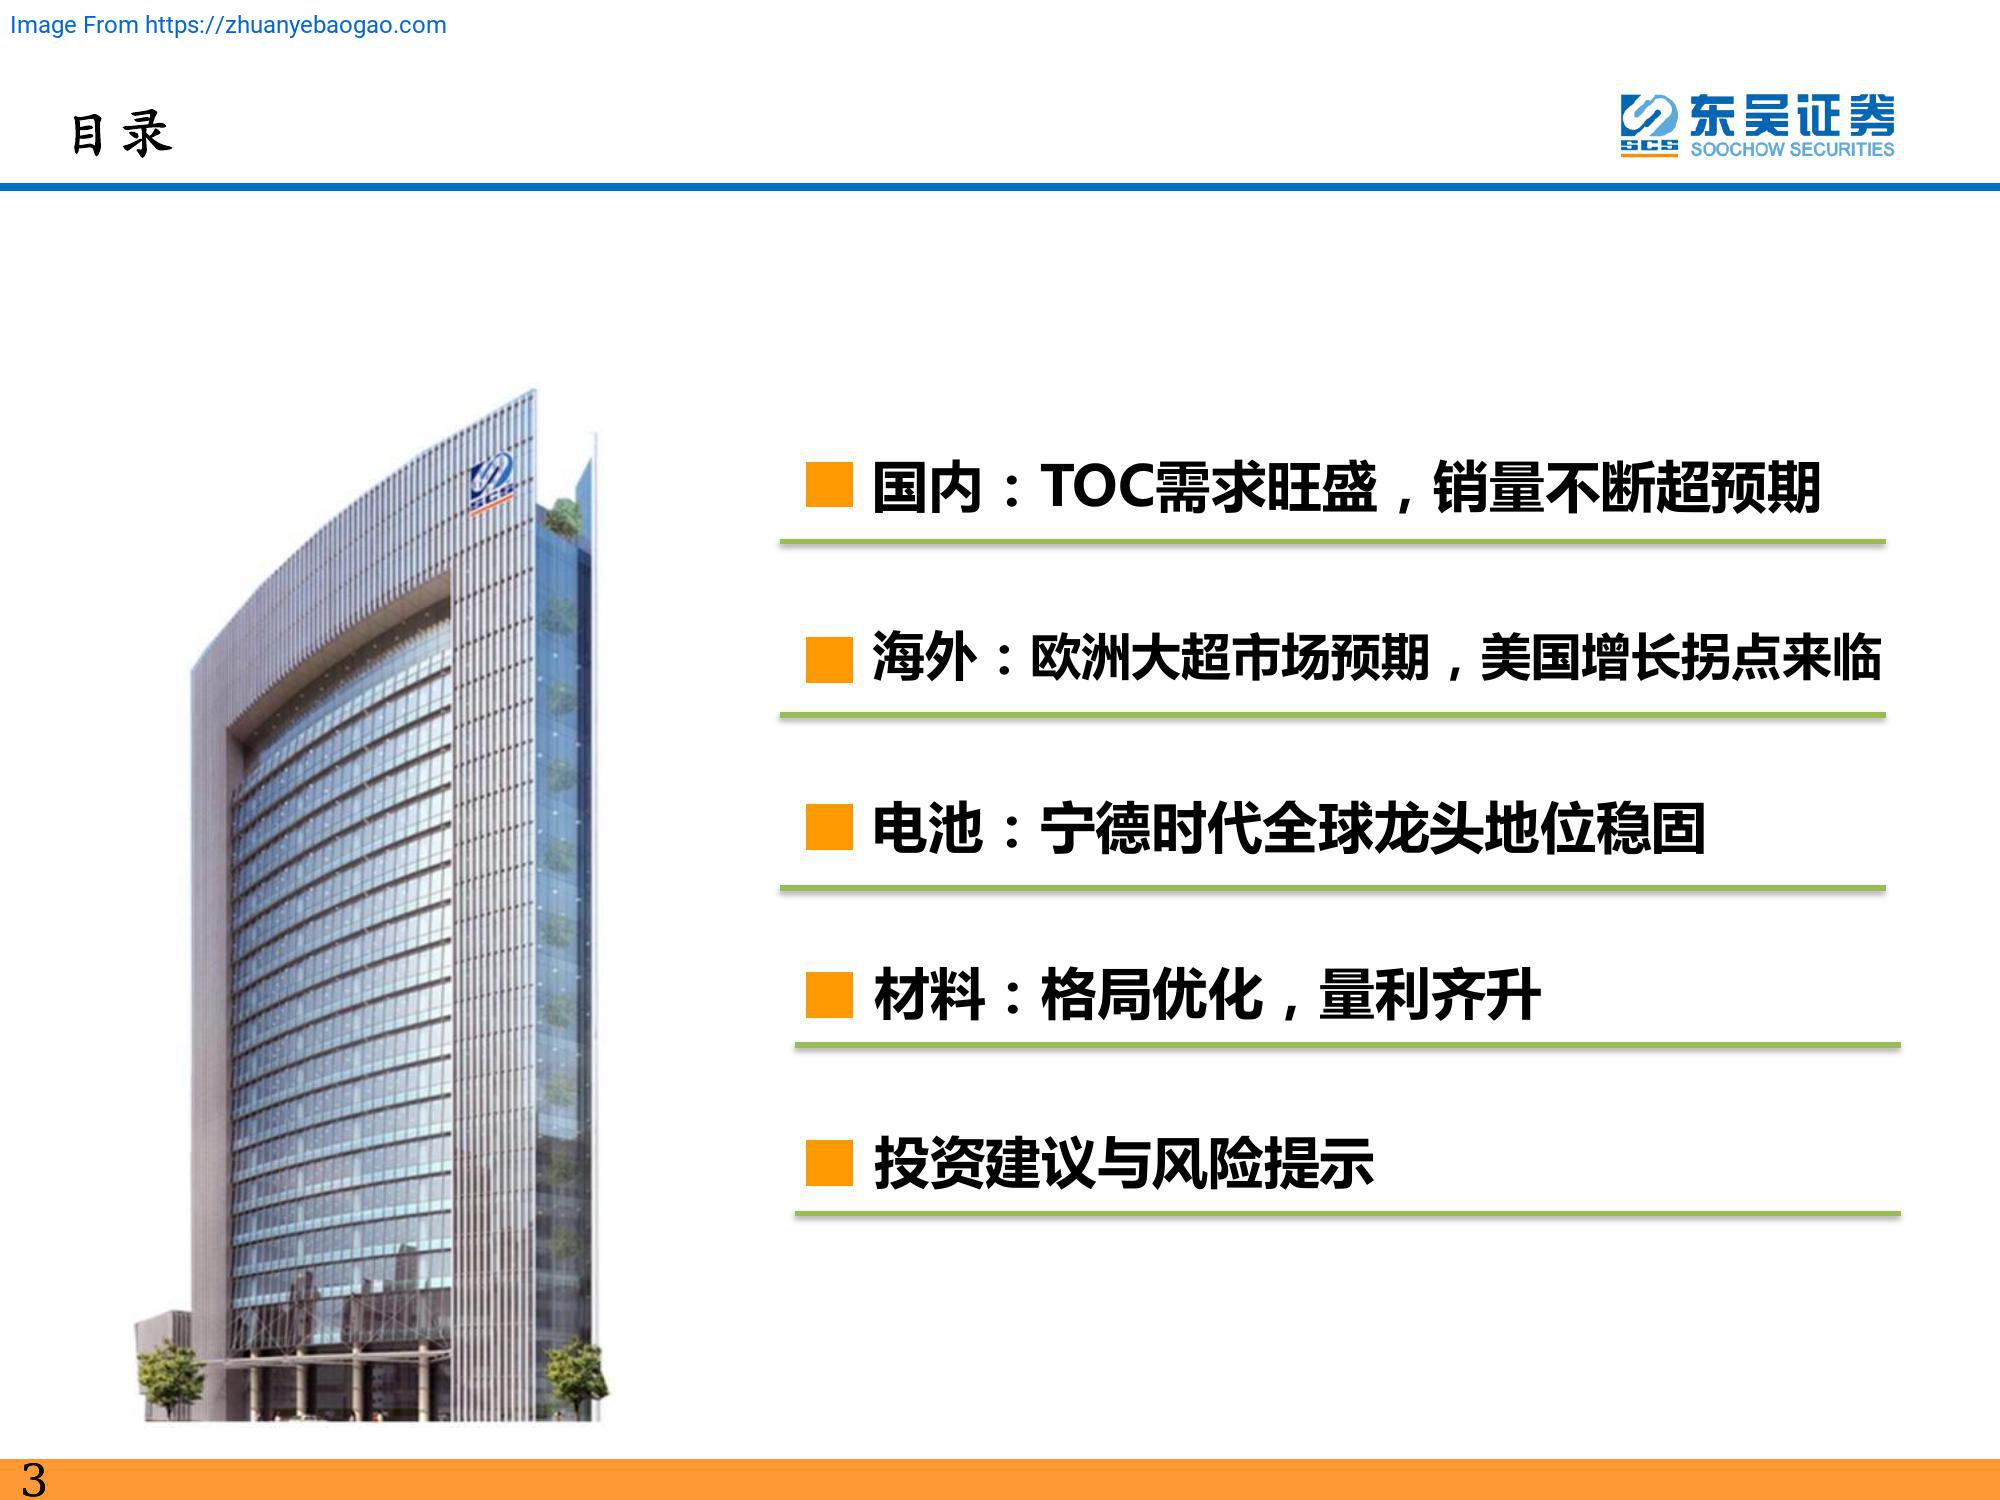 Image From https://zhuanyebaogao.com
目录
东吴证券
SCS
SOOCHOW SECURITIES
SCS
国内：TOC需求旺盛，销量不断超预期
海外：欧洲大超市场预期，美国增长拐点来临
电池：宁德时代全球龙头地位稳固
材料：格局优化，量利齐升
投资建议与风险提示
3